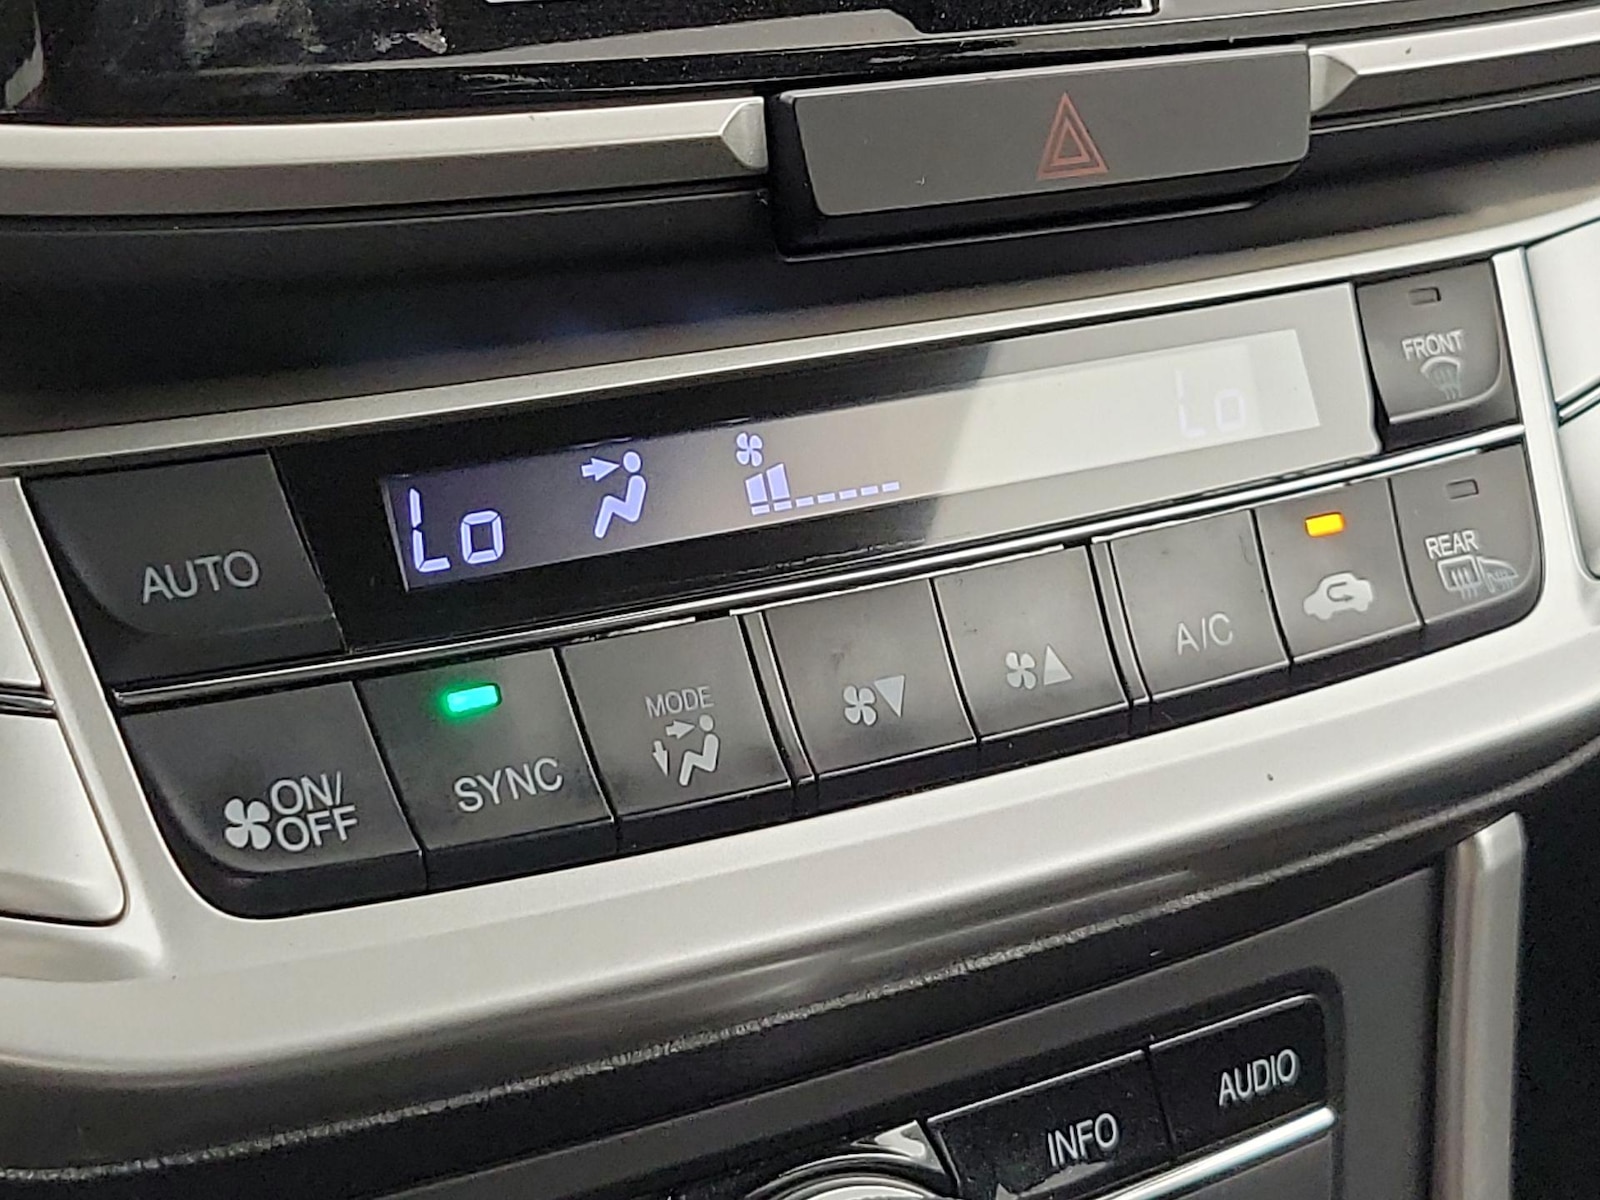 FRONT
Lo
Lo
AUTO
REAR
A/C
MODE
SYNC
ON/
OFF
AUDIO
INFO